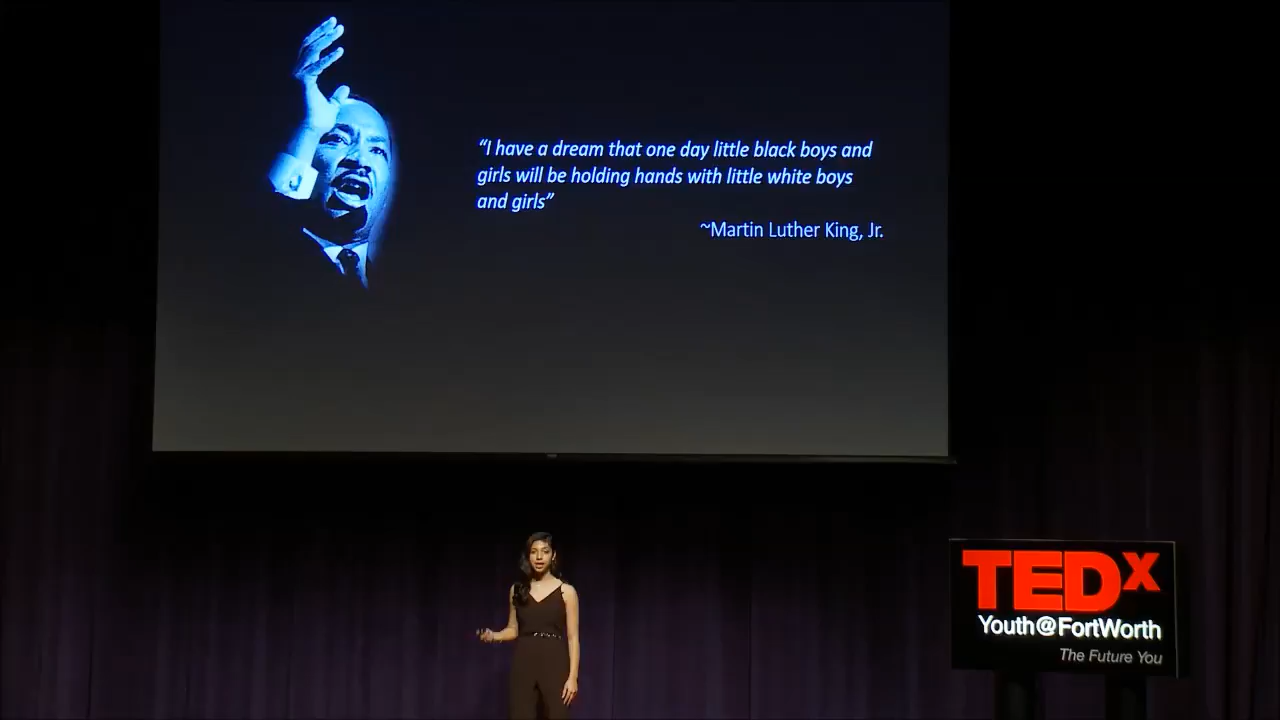 “I have a dream that one day little black boys and
girls will be holding hands with little white boys
and girls”
~Martin Luther King, Jr.
TEDx
Youth@FortWorth
The Future You